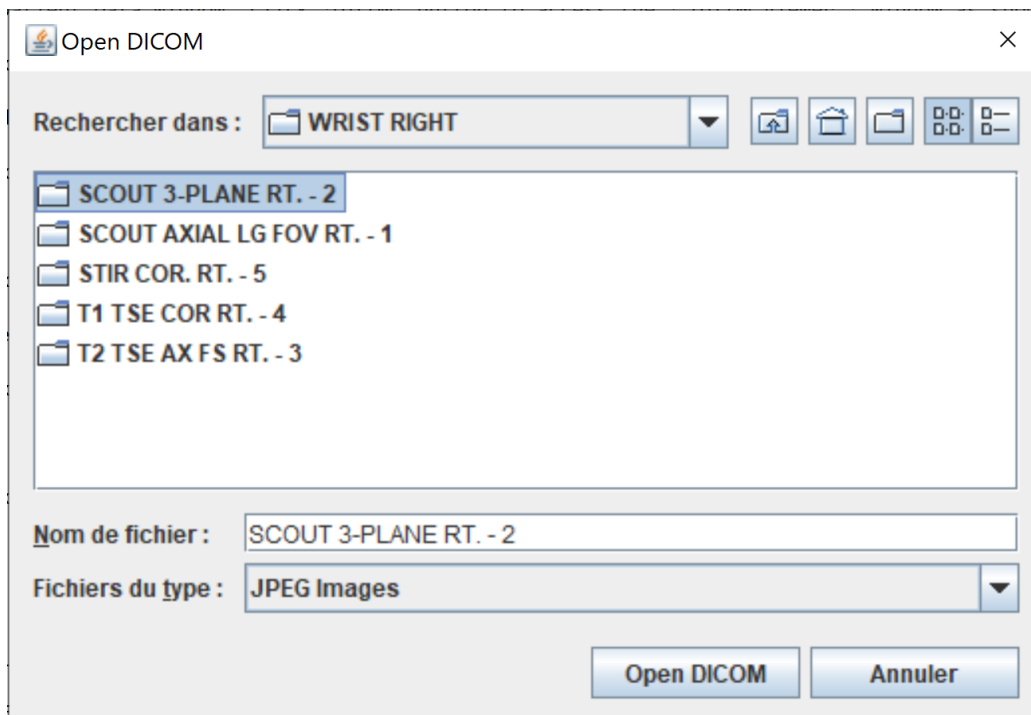 Open DICOM
Rechercher dans : WRIST RIGHT
SCOUT 3-PLANE RT. - 2
SCOUT AXIAL LG FOV RT. - 1
STIR COR. RT. - 5
T1 TSE COR RT. - 4
T2 TSE AX FS RT. - 3
Nom de fichier : SCOUT 3-PLANE RT. - 2
Fichiers du type : JPEG Images
Open DICOM Annuler